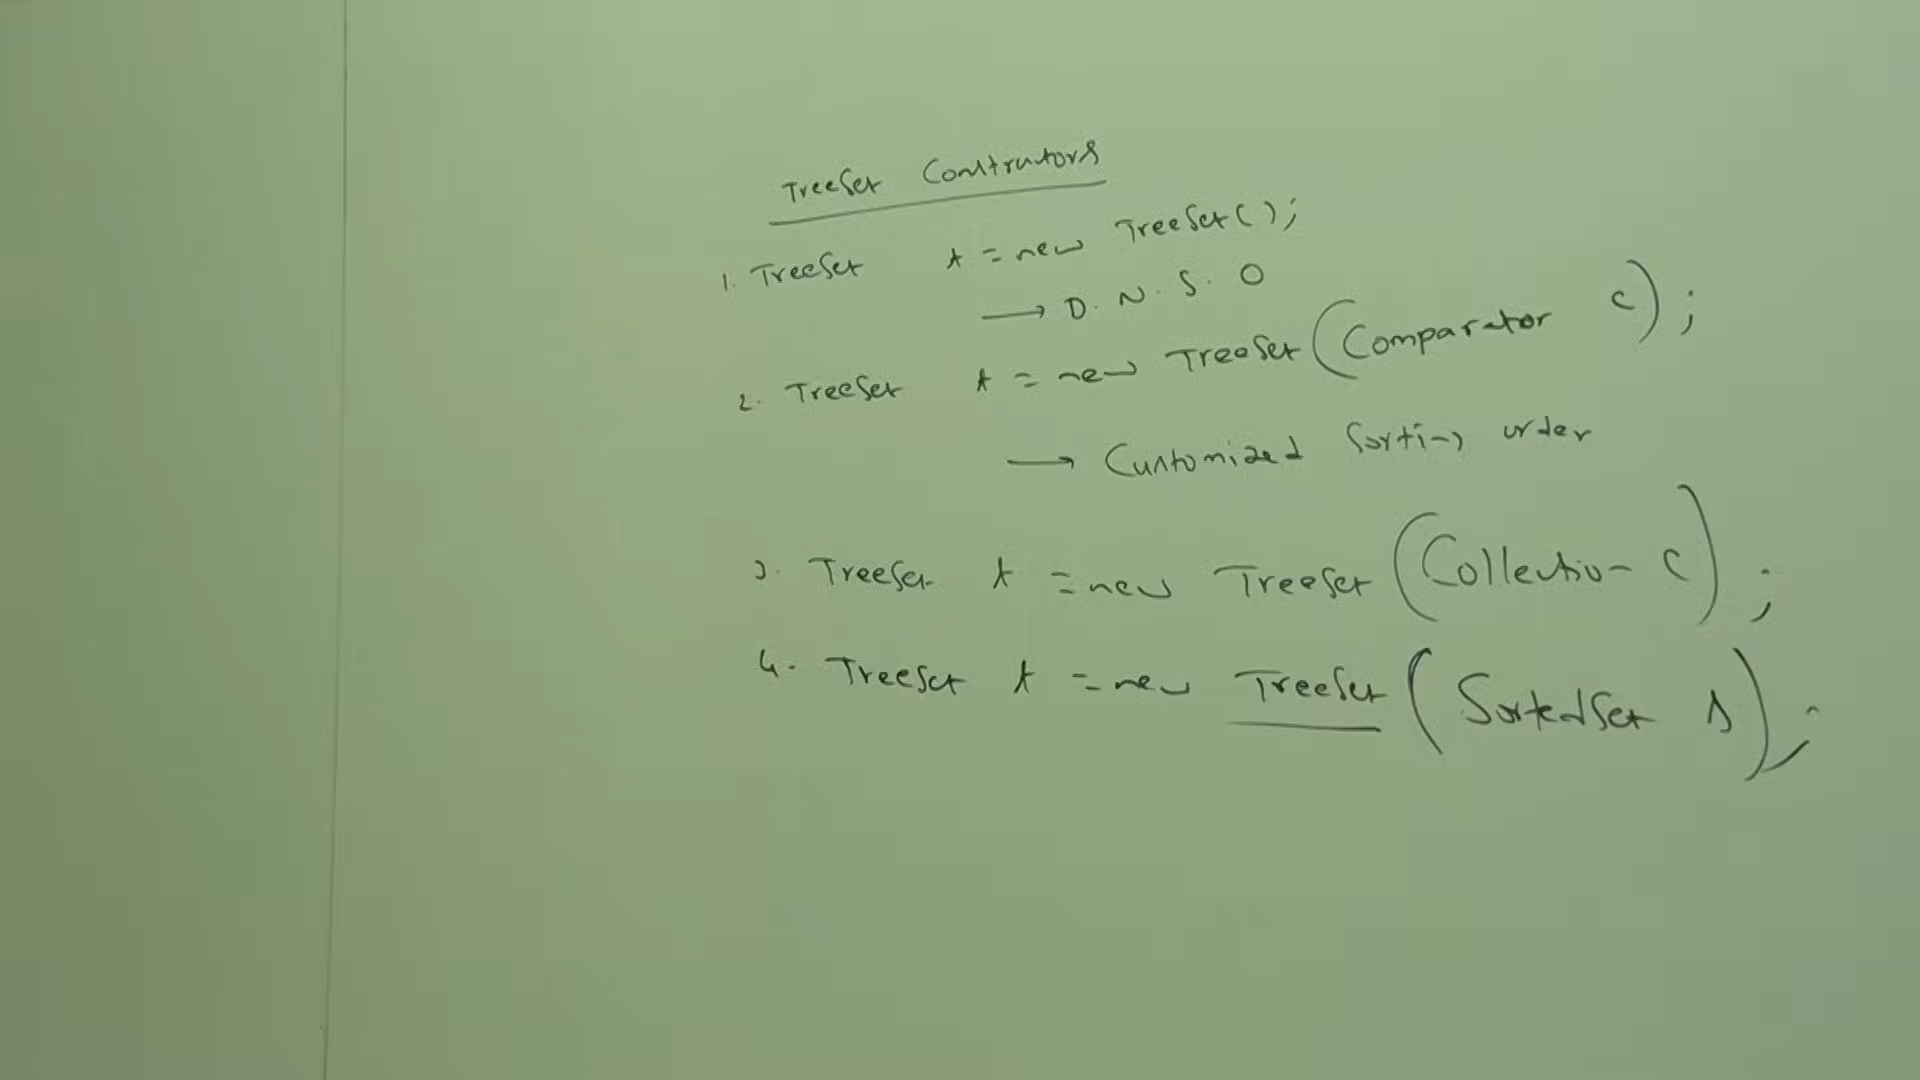 TreeSet Constructors
1. TreeSet t = new TreeSet();
→ D. N. S. O
2. TreeSet t = new TreeSet(Comparator c);
→ Customized Sorting order
3. TreeSet t = new TreeSet(Collection c);
4. TreeSet t = new TreeSet(SortedSet s);